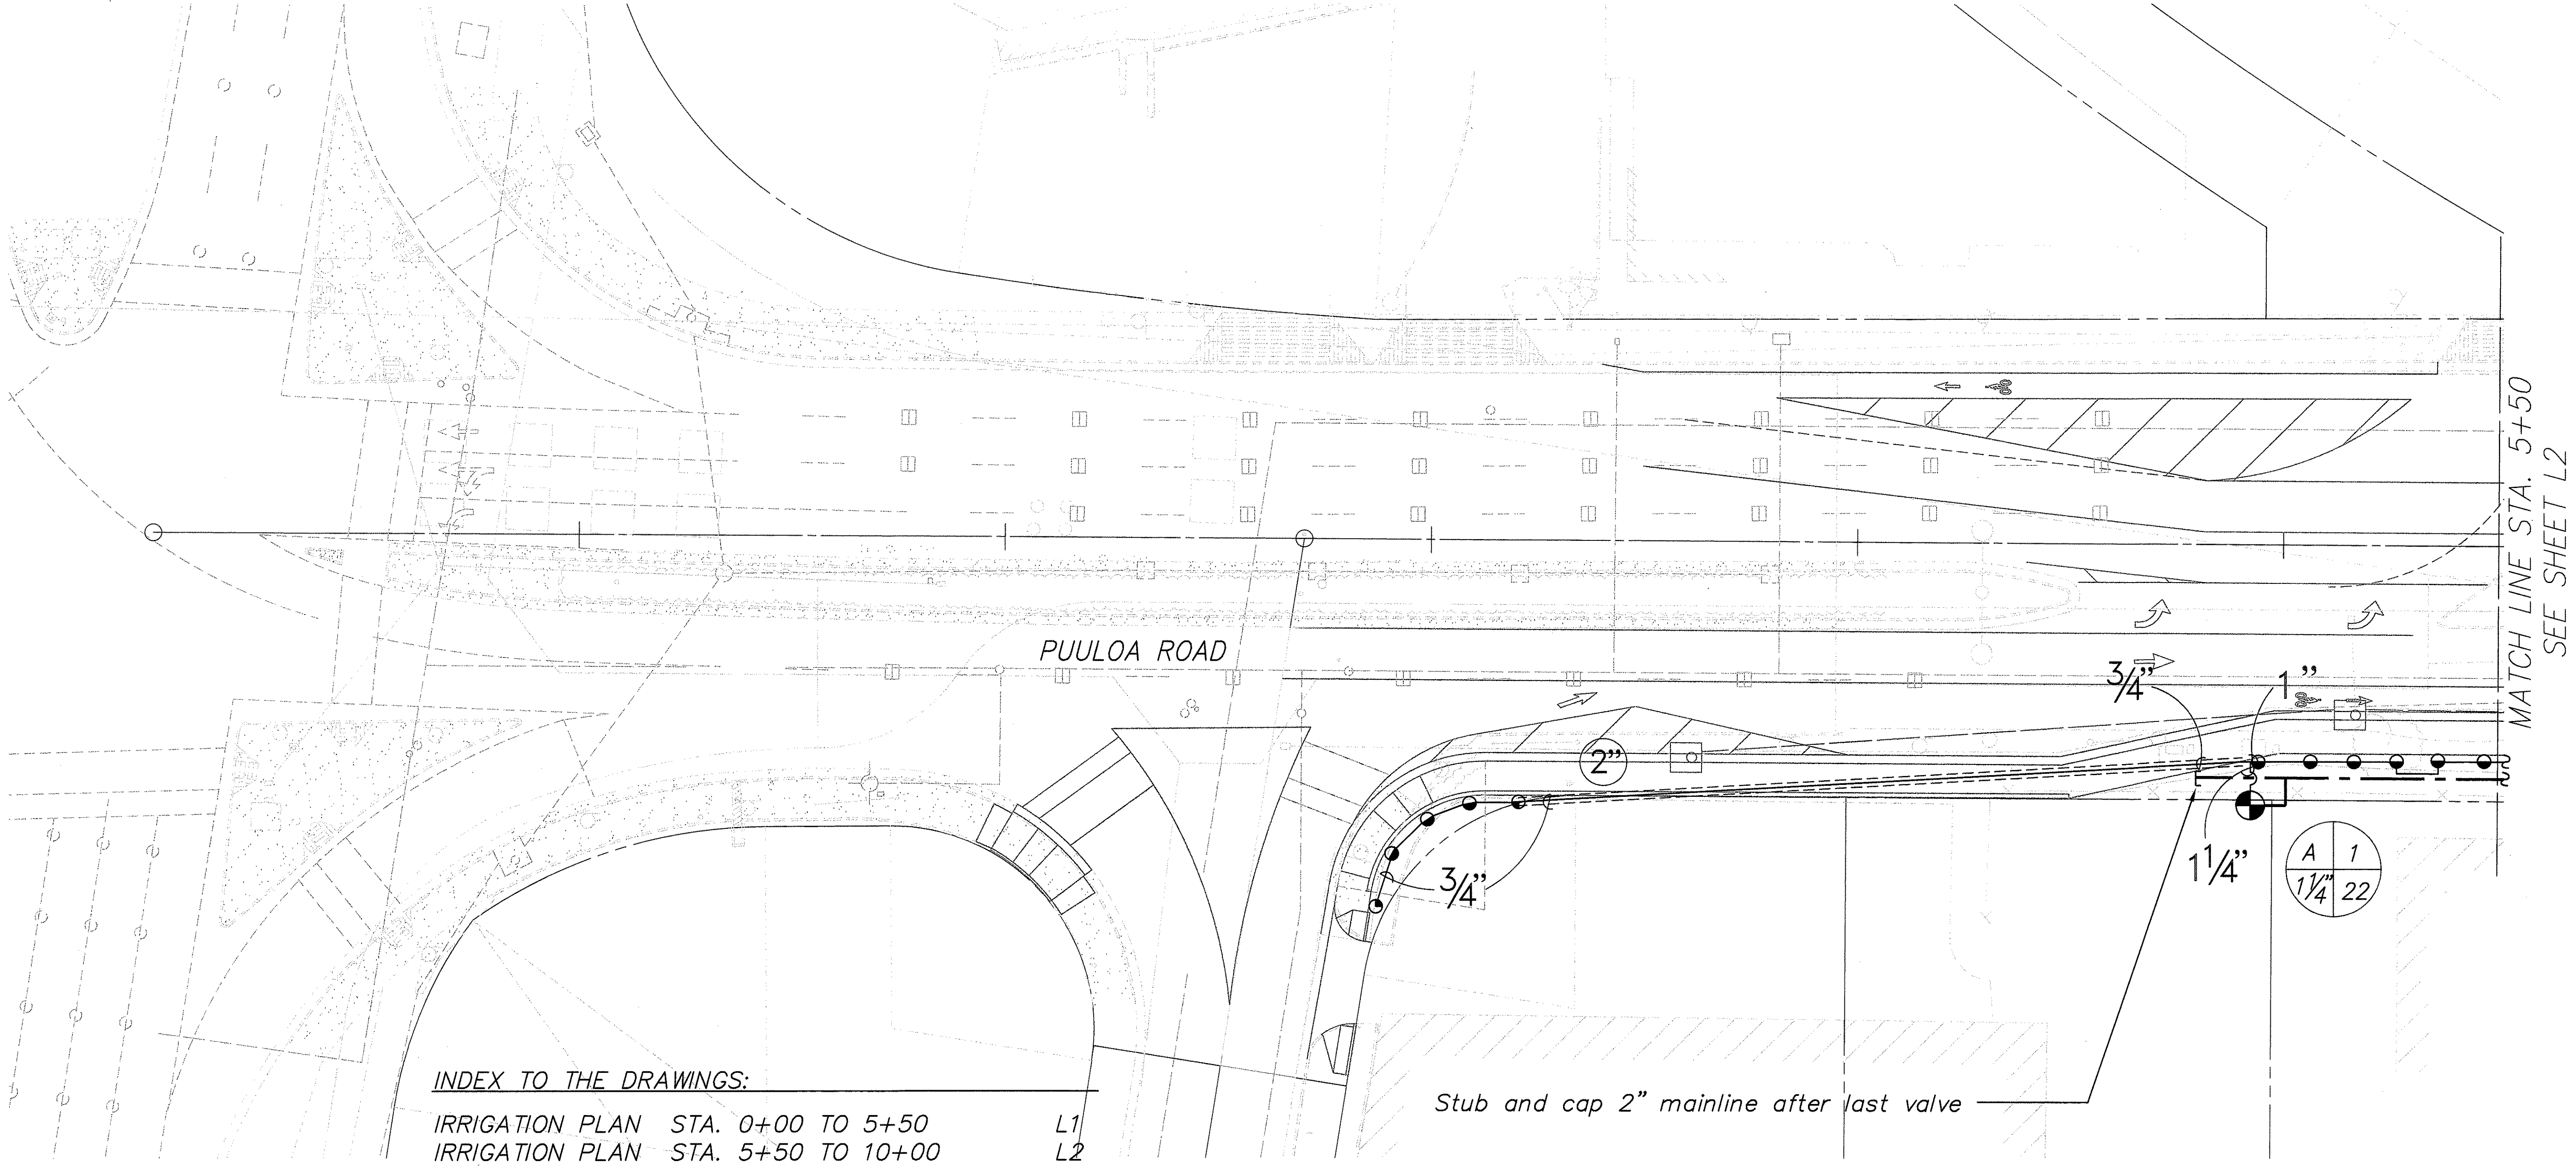 MATCH LINE STA. 5+50
SEE SHEET L2
PUULOA ROAD
3/4”
1”
2”
3/4”
1 1/4”
A 1
1 1/4” 22
INDEX TO THE DRAWINGS:
IRRIGATION PLAN STA. 0+00 TO 5+50 L1
IRRIGATION PLAN STA. 5+50 TO 10+00 L2
Stub and cap 2” mainline after last valve